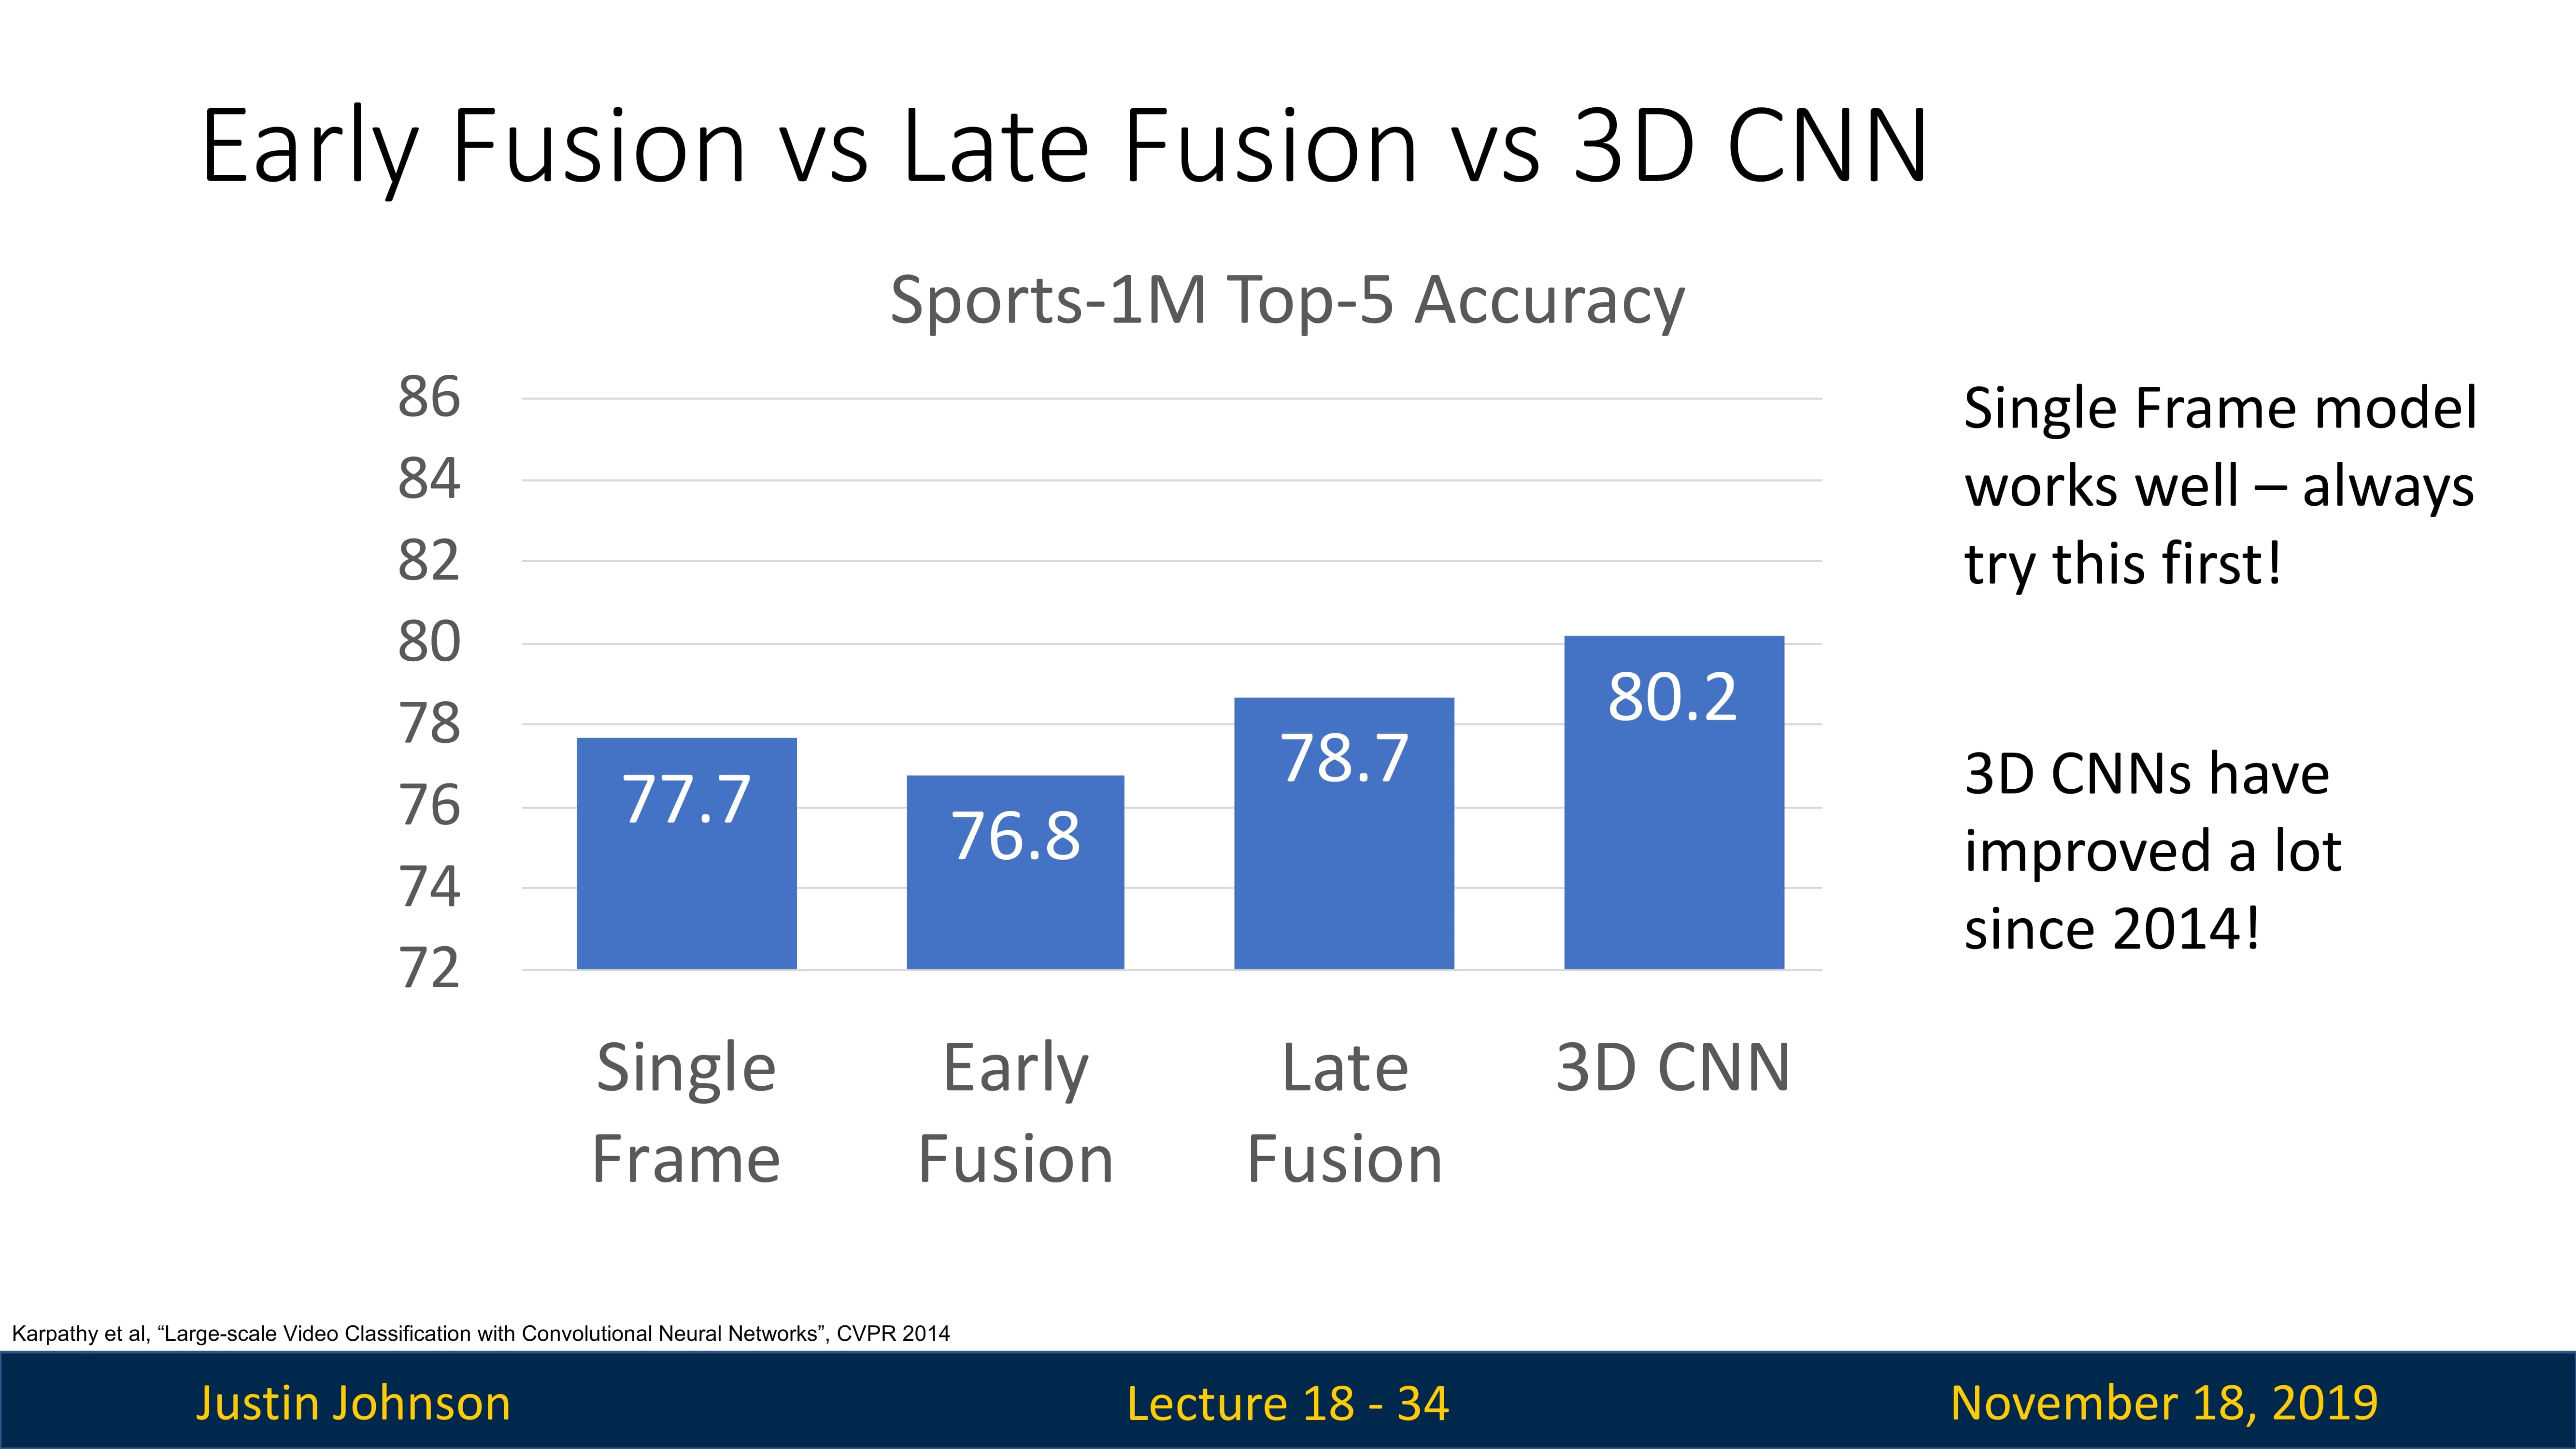 Early Fusion vs Late Fusion vs 3D CNN
Sports-1M Top-5 Accuracy
86
84
82
80
78
76
74
72
77.7
76.8
78.7
80.2
Single
Frame
Early
Fusion
Late
Fusion
3D CNN
Single Frame model
works well – always
try this first!
3D CNNs have
improved a lot
since 2014!
Karpathy et al, “Large-scale Video Classification with Convolutional Neural Networks”, CVPR 2014
Justin Johnson
Lecture 18 - 34
November 18, 2019